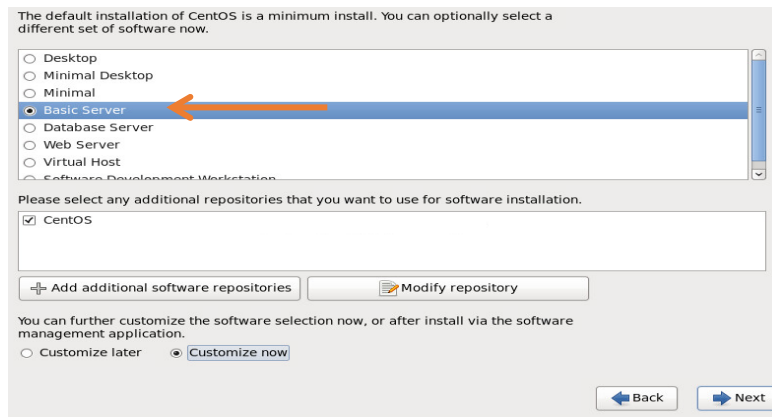 The default installation of CentOS is a minimum install. You can optionally select a
different set of software now.
Desktop
Minimal Desktop
Minimal
Basic Server
Database Server
Web Server
Virtual Host
Software Development Workstation
Please select any additional repositories that you want to use for software installation.
CentOS
Add additional software repositories
Modify repository
You can further customize the software selection now, or after install via the software
management application.
Customize later
Customize now
Back
Next